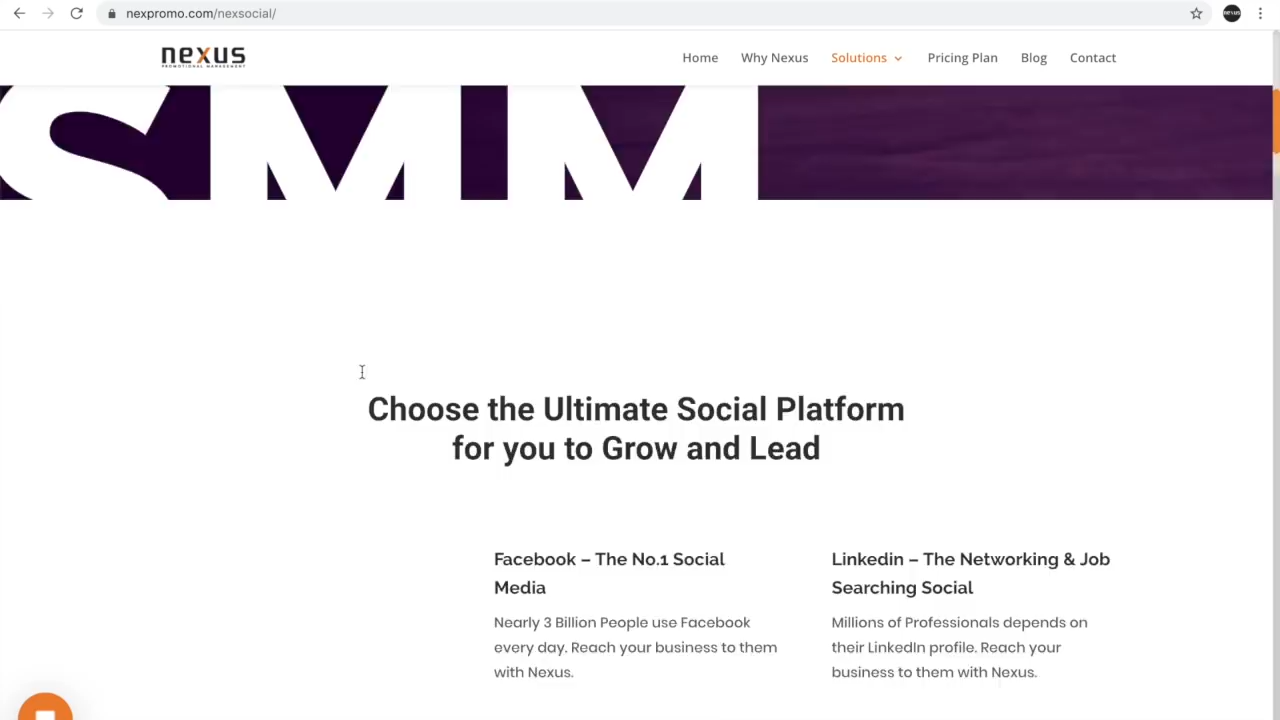 nexpromo.com/nexsocial/
nexus
PROMOTIONAL MANAGEMENT
Home Why Nexus Solutions Pricing Plan Blog Contact
SMM
Choose the Ultimate Social Platform
for you to Grow and Lead
Facebook – The No.1 Social
Media
Nearly 3 Billion People use Facebook
every day. Reach your business to them
with Nexus.
Linkedin – The Networking & Job
Searching Social
Millions of Professionals depends on
their LinkedIn profile. Reach your
business to them with Nexus.